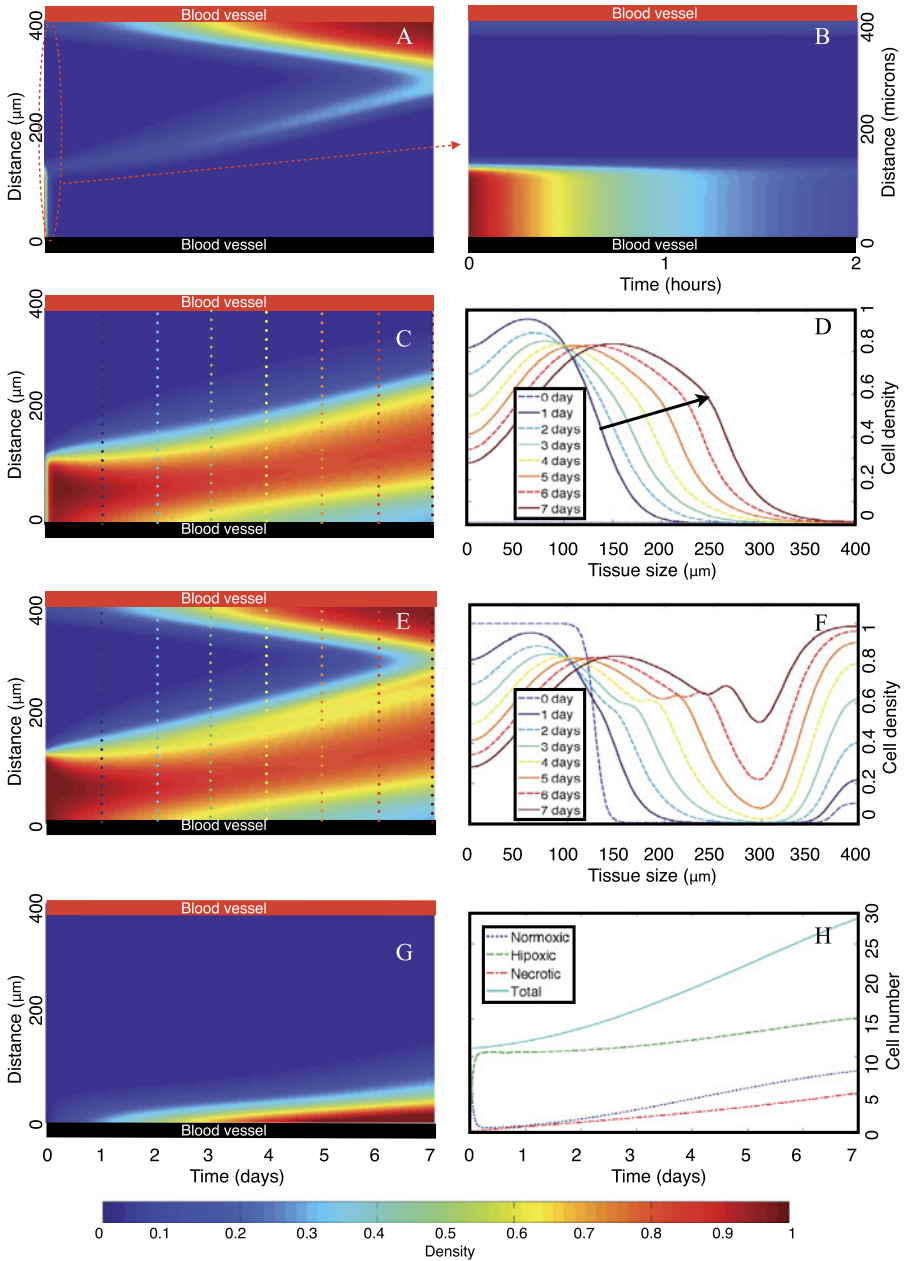 Blood vessel
A
Distance (μm)
400
200
0
Blood vessel
Blood vessel
B
Distance (microns)
400
200
0
Blood vessel
0 1 2
Time (hours)
Blood vessel
C
Distance (μm)
400
200
0
Blood vessel
D
0 day
1 day
2 days
3 days
4 days
5 days
6 days
7 days
Cell density
1
0.8
0.6
0.4
0.2
0
0 50 100 150 200 250 300 350 400
Tissue size (μm)
Blood vessel
E
Distance (μm)
400
200
0
Blood vessel
F
0 day
1 day
2 days
3 days
4 days
5 days
6 days
7 days
Cell density
1
0.8
0.6
0.4
0.2
0
0 50 100 150 200 250 300 350 400
Tissue size (μm)
Blood vessel
G
Distance (μm)
400
200
0
Blood vessel
0 1 2 3 4 5 6 7
Time (days)
H
Normoxic
Hipoxic
Necrotic
Total
Cell number
30
25
20
15
10
5
0
0 1 2 3 4 5 6 7
Time (days)
0 0.1 0.2 0.3 0.4 0.5 0.6 0.7 0.8 0.9 1
Density